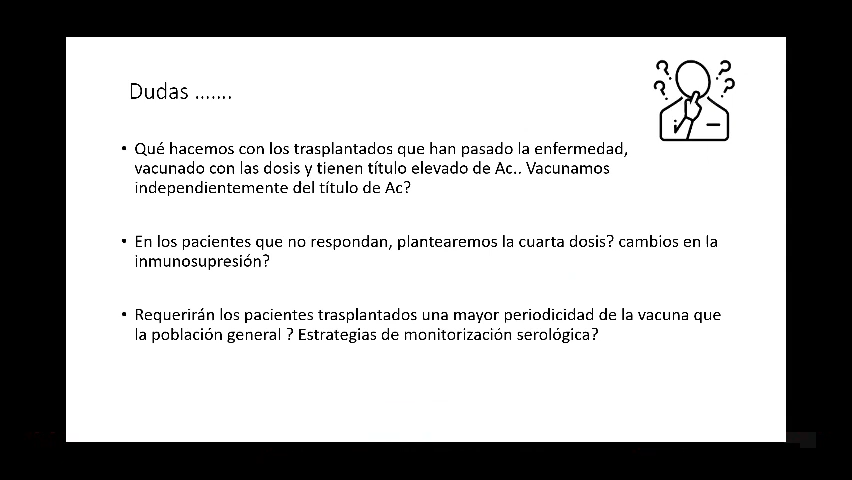 Dudas .......
• Qué hacemos con los trasplantados que han pasado la enfermedad,
vacunado con las dosis y tienen título elevado de Ac.. Vacunamos
independientemente del título de Ac?
• En los pacientes que no respondan, plantearemos la cuarta dosis? cambios en la
inmunosupresión?
• Requerirán los pacientes trasplantados una mayor periodicidad de la vacuna que
la población general ? Estrategias de monitorización serológica?